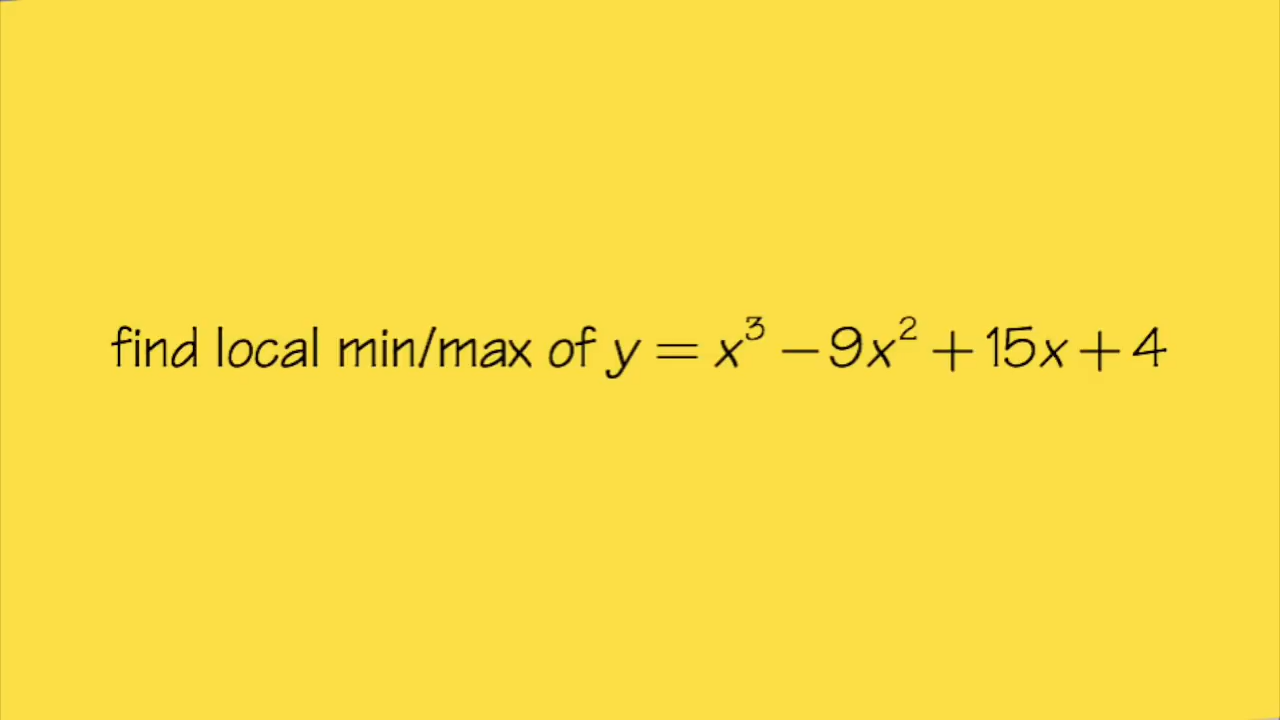 find local min/max of y = x³ − 9x² + 15x + 4